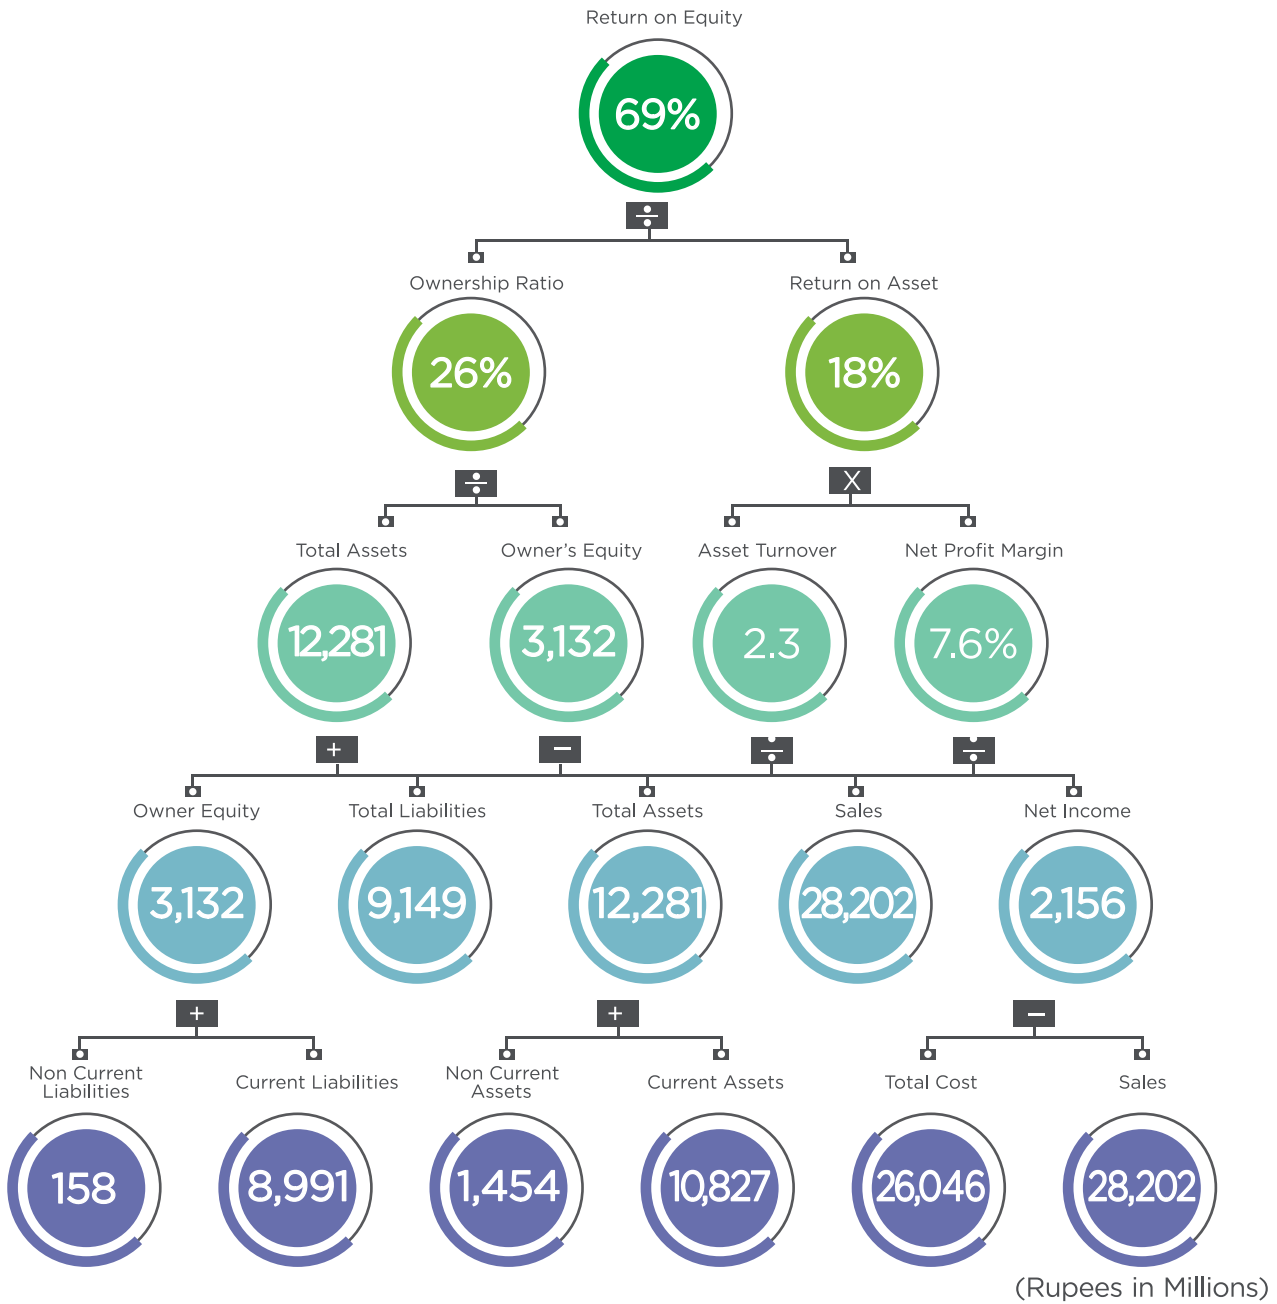 Return on Equity
69%
÷
Ownership Ratio
Return on Asset
26%
18%
÷
X
Total Assets
Owner's Equity
Asset Turnover
Net Profit Margin
12,281
3,132
2.3
7.6%
+
−
÷
÷
Owner Equity
Total Liabilities
Total Assets
Sales
Net Income
3,132
9,149
12,281
28,202
2,156
+
+
−
Non Current
Liabilities
Current Liabilities
Non Current
Assets
Current Assets
Total Cost
Sales
158
8,991
1,454
10,827
26,046
28,202
(Rupees in Millions)